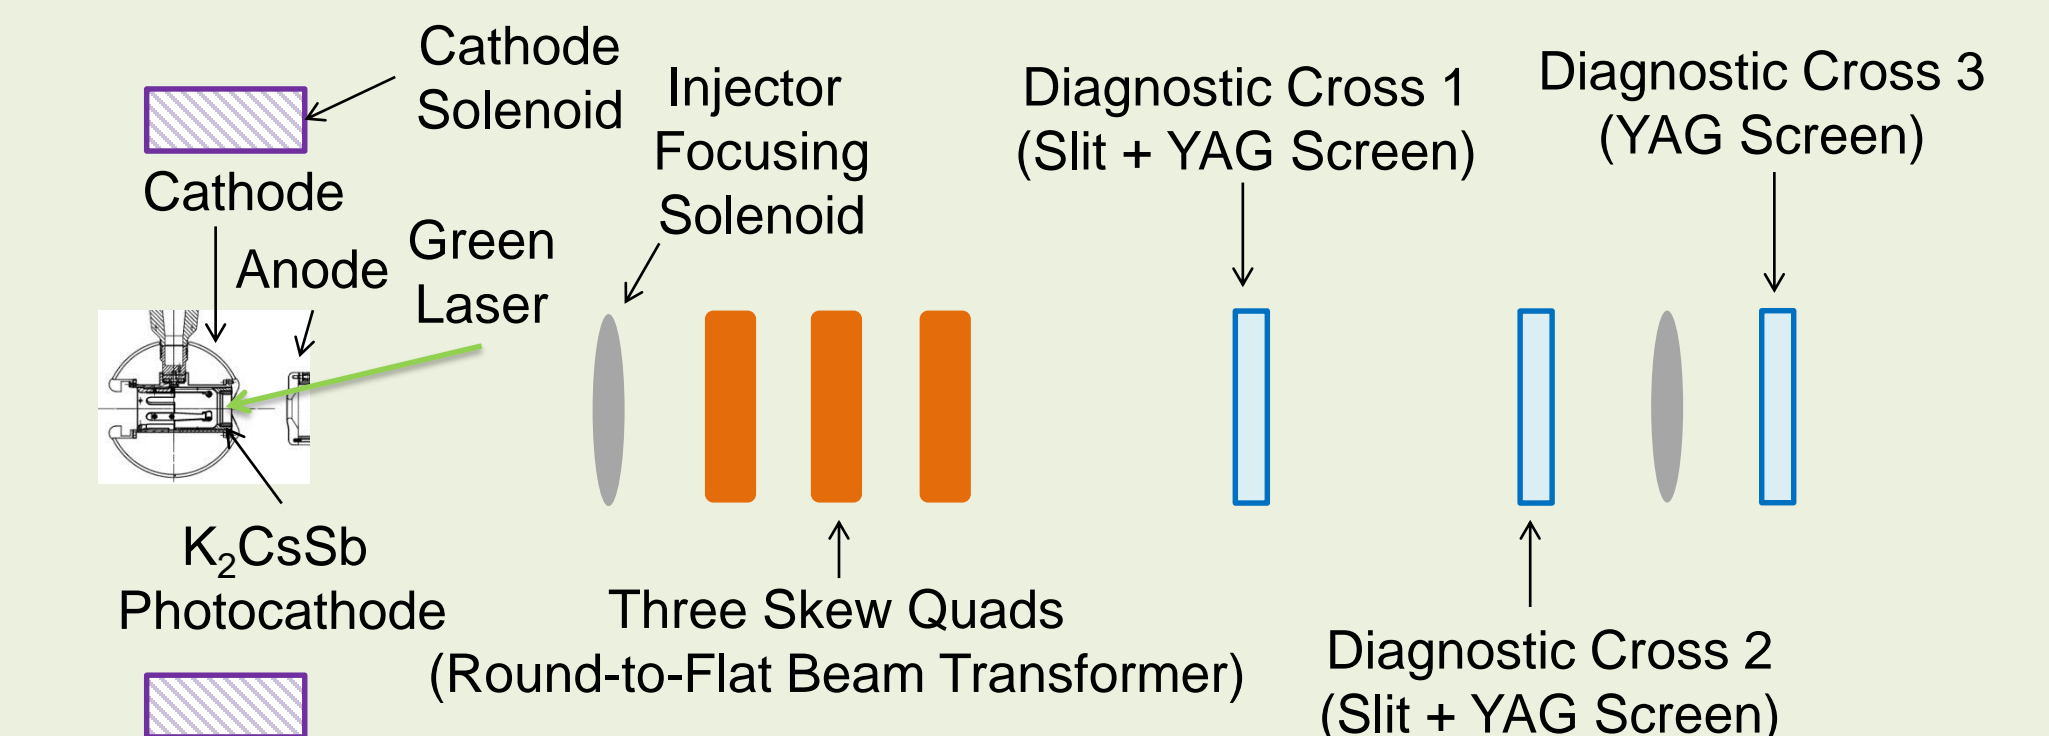 Cathode
Solenoid
Injector
Focusing
Solenoid
Diagnostic Cross 1
(Slit + YAG Screen)
Diagnostic Cross 3
(YAG Screen)
Cathode
Anode
Green
Laser
K₂CsSb
Photocathode
Three Skew Quads
(Round-to-Flat Beam Transformer)
Diagnostic Cross 2
(Slit + YAG Screen)